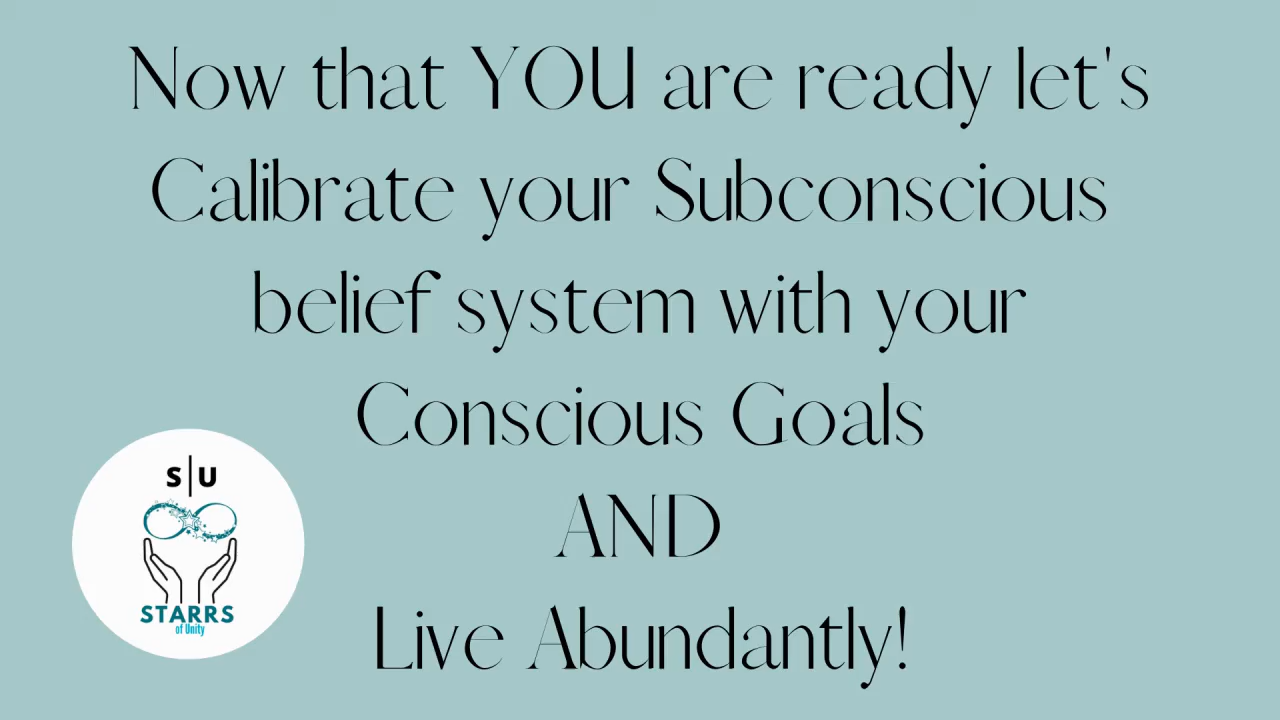 Now that YOU are ready let's
Calibrate your Subconscious
belief system with your
Conscious Goals
AND
Live Abundantly!
S|U
STARRS
of Unity